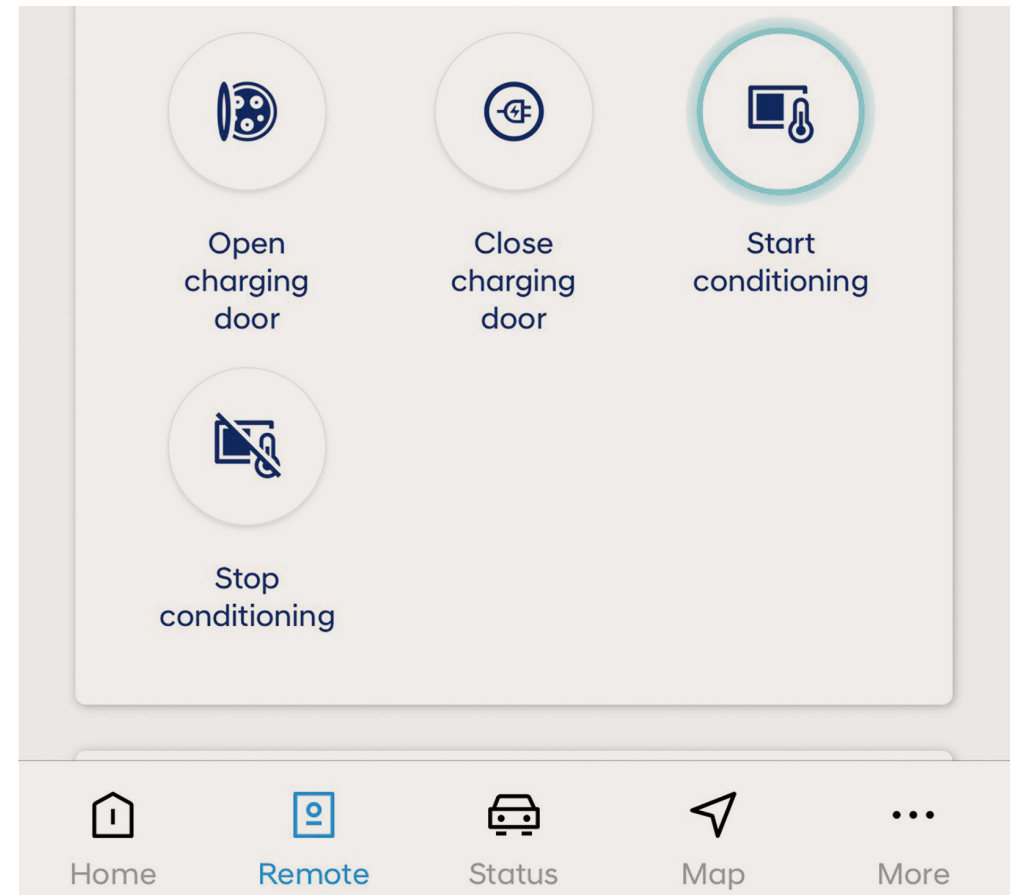 Open
charging
door
Close
charging
door
Start
conditioning
Stop
conditioning
Home
Remote
Status
Map
More